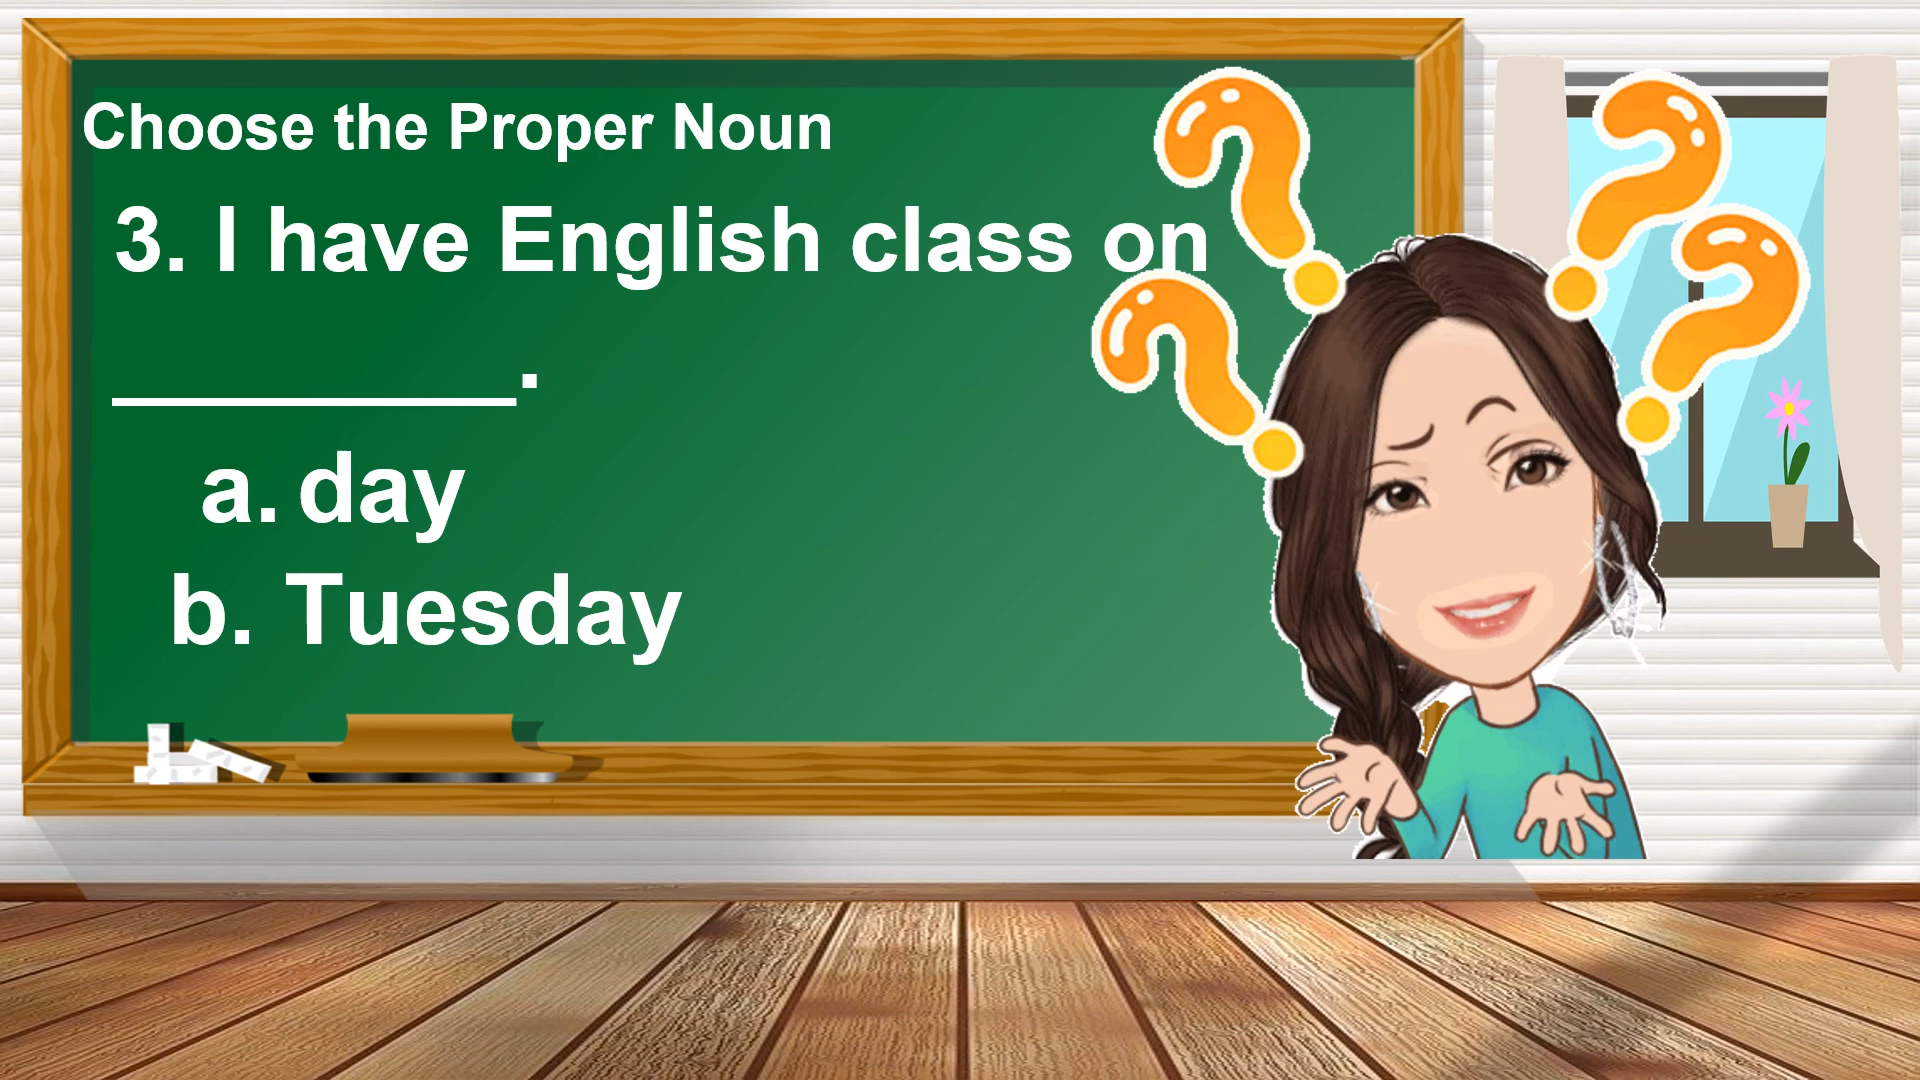 Choose the Proper Noun
3. I have English class on
_________.
a. day
b. Tuesday